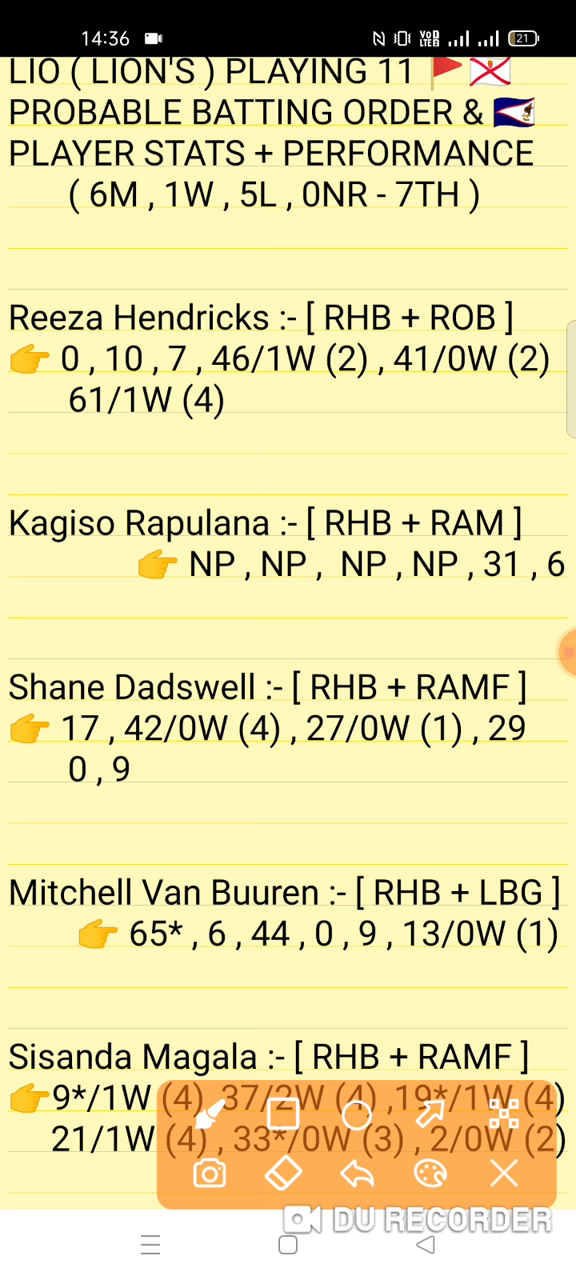 14:36 VoD LTE2 21
LIO ( LION'S ) PLAYING 11 🚩🇯🇪
PROBABLE BATTING ORDER & 🇦🇸
PLAYER STATS + PERFORMANCE
( 6M , 1W , 5L , 0NR - 7TH )
Reeza Hendricks :- [ RHB + ROB ]
👉 0 , 10 , 7 , 46/1W (2) , 41/0W (2)
61/1W (4)
Kagiso Rapulana :- [ RHB + RAM ]
👉 NP , NP , NP , NP , 31 , 6
Shane Dadswell :- [ RHB + RAMF ]
👉 17 , 42/0W (4) , 27/0W (1) , 29
0 , 9
Mitchell Van Buuren :- [ RHB + LBG ]
👉 65* , 6 , 44 , 0 , 9 , 13/0W (1)
Sisanda Magala :- [ RHB + RAMF ]
👉9*/1W (4) ,37/2W (4) ,19*/1W (4)
21/1W (4) , 33*/0W (3) , 2/0W (2)
DU RECORDER